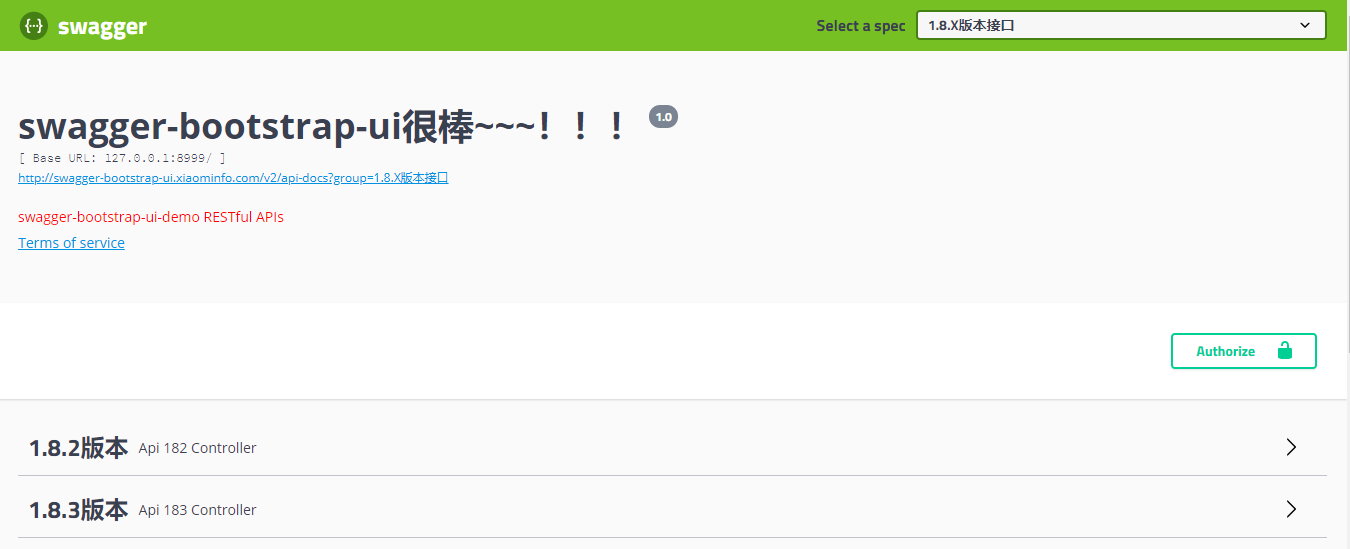 swagger
Select a spec
1.8.X版本接口
swagger-bootstrap-ui很棒~~~！！！ 1.0
[ Base URL: 127.0.0.1:8999/ ]
http://swagger-bootstrap-ui.xiaominfo.com/v2/api-docs?group=1.8.X版本接口
swagger-bootstrap-ui-demo RESTful APIs
Terms of service
Authorize
1.8.2版本 Api 182 Controller
1.8.3版本 Api 183 Controller